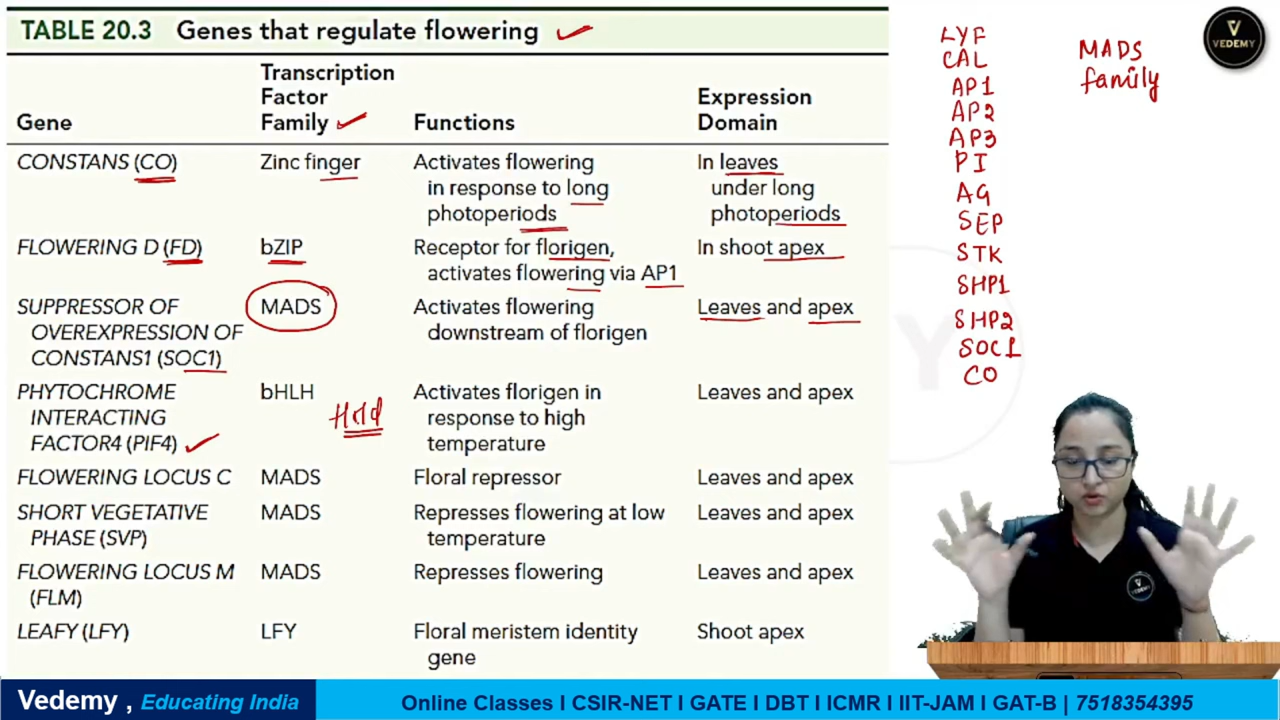 TABLE 20.3 Genes that regulate flowering
Gene
Transcription
Factor
Family
Functions
Expression
Domain
CONSTANS (CO)
Zinc finger
Activates flowering
in response to long
photoperiods
In leaves
under long
photoperiods
FLOWERING D (FD)
bZIP
Receptor for florigen,
activates flowering via AP1
In shoot apex
SUPPRESSOR OF
OVEREXPRESSION OF
CONSTANS1 (SOC1)
MADS
Activates flowering
downstream of florigen
Leaves and apex
PHYTOCHROME
INTERACTING
FACTOR4 (PIF4)
bHLH
Activates florigen in
response to high
temperature
Leaves and apex
FLOWERING LOCUS C
MADS
Floral repressor
Leaves and apex
SHORT VEGETATIVE
PHASE (SVP)
MADS
Represses flowering at low
temperature
Leaves and apex
FLOWERING LOCUS M
(FLM)
MADS
Represses flowering
Leaves and apex
LEAFY (LFY)
LFY
Floral meristem identity
gene
Shoot apex
LYF
CAL
AP1
AP2
AP3
PI
AG
SEP
STK
SHP1
SHP2
SOC1
CO
MADS
family
VEDEMY
Vedemy , Educating India
Online Classes I CSIR-NET I GATE I DBT I ICMR I IIT-JAM I GAT-B | 7518354395